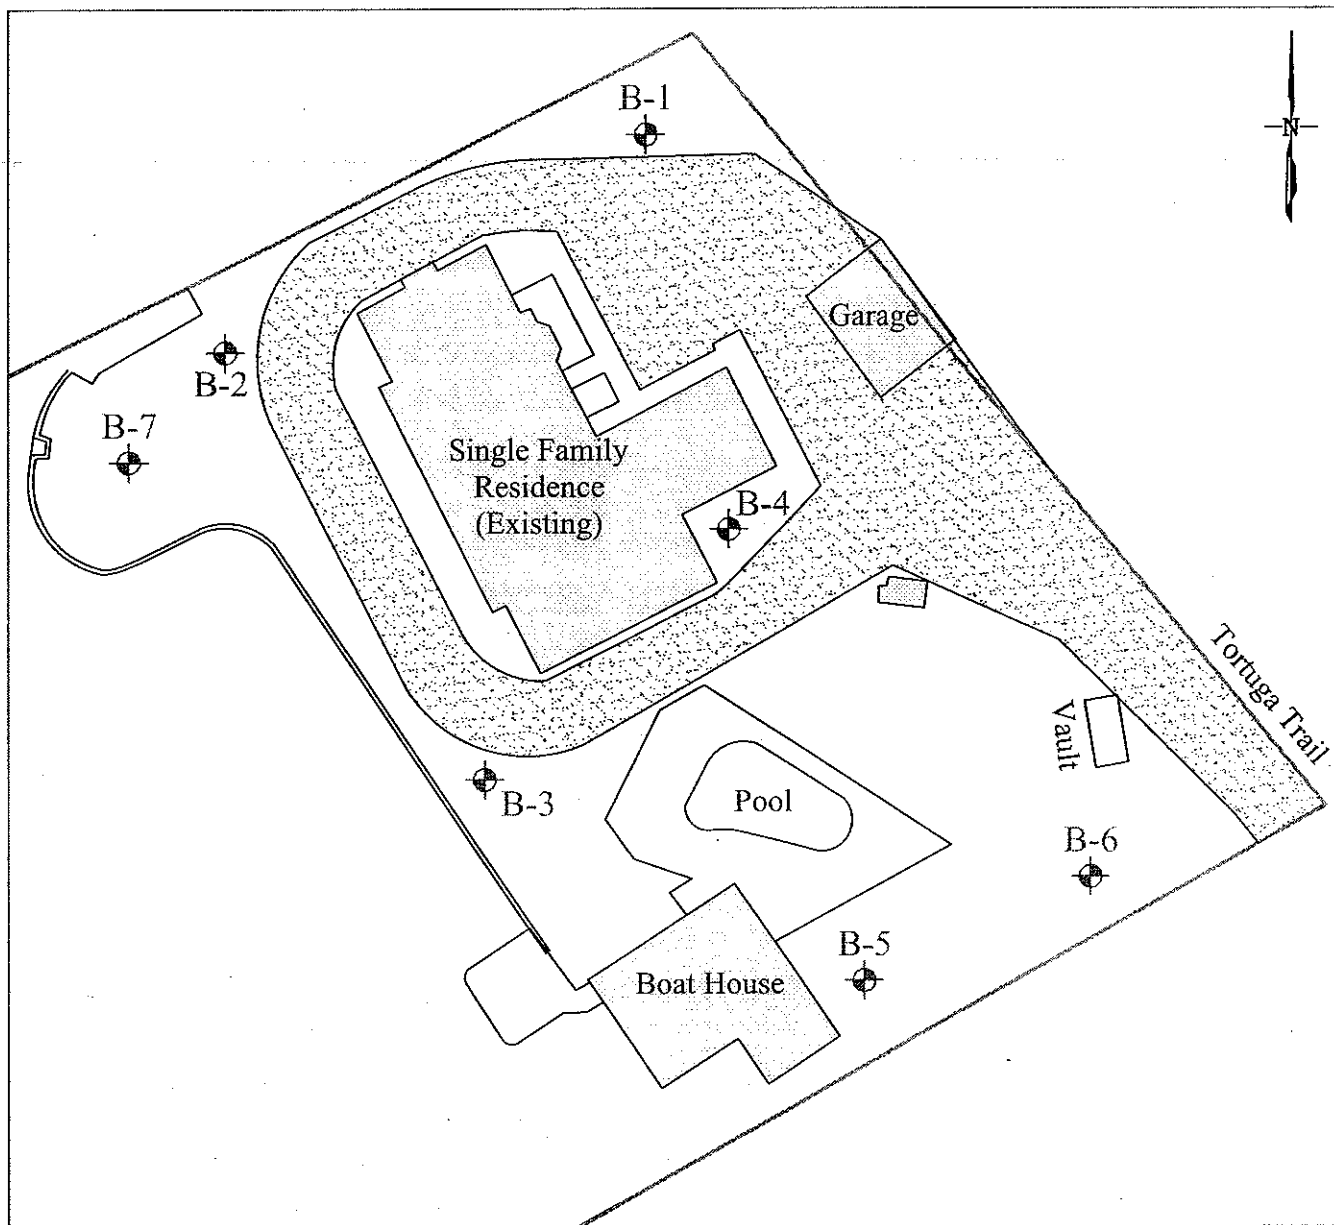 B-1
N
B-2
Garage
B-7
Single Family
Residence
(Existing)
B-4
Tortuga Trail
Vault
B-3
Pool
B-6
B-5
Boat House